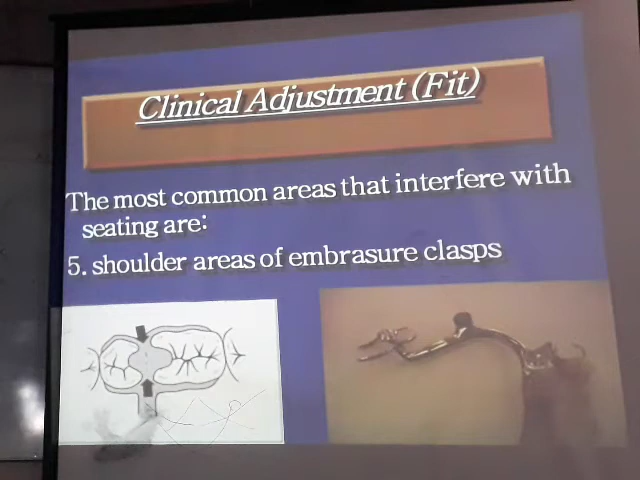 Clinical Adjustment (Fit)
The most common areas that interfere with
seating are:
5. shoulder areas of embrasure clasps